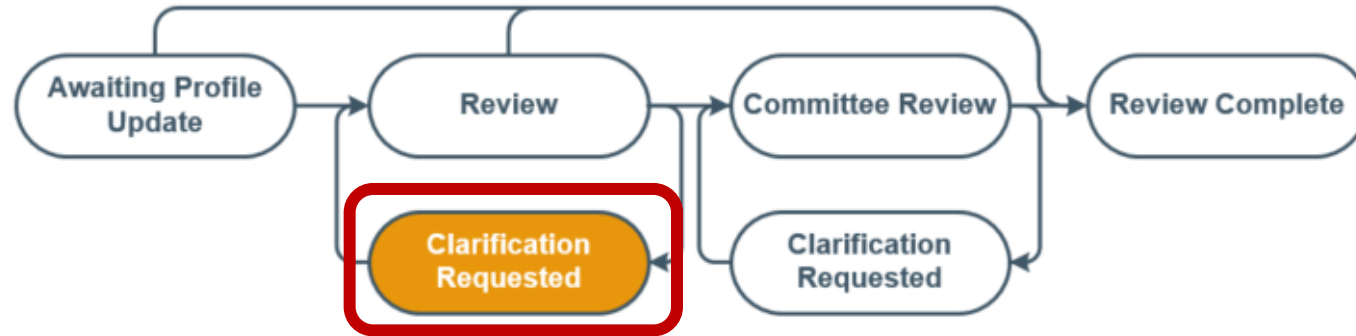 Awaiting Profile
Update
Review
Committee Review
Review Complete
Clarification
Requested
Clarification
Requested